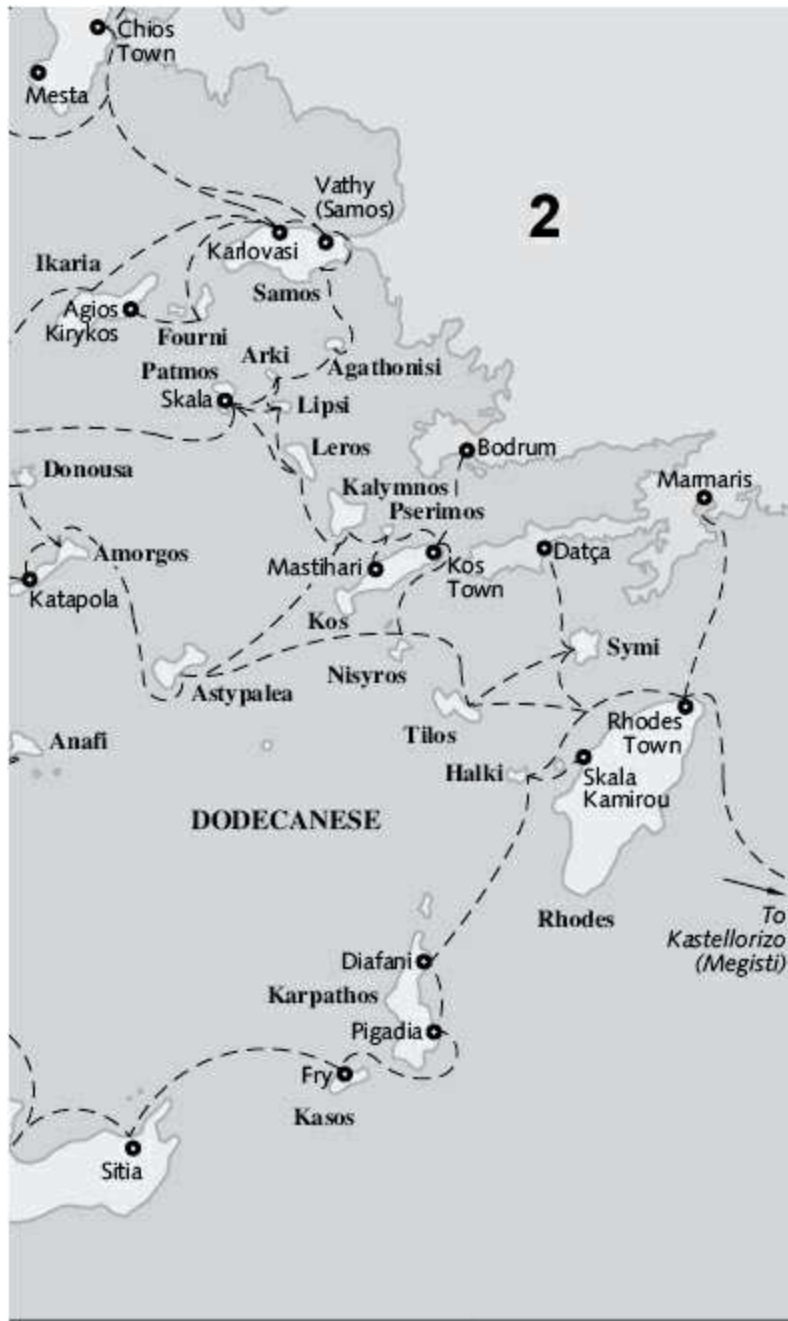 Chios
Town
Mesta
Vathy
(Samos)
2
Karlovasi
Ikaria
Samos
Agios
Kirykos
Fourni
Arki
Agathonisi
Patmos
Skala
Lipsi
Leros
Bodrum
Donousa
Marmaris
Kalymnos
Pserimos
Amorgos
Mastihari
Kos
Town
Datça
Katapola
Kos
Symi
Nisyros
Astypalea
Tilos
Rhodes
Town
Anafi
Halki
Skala
Kamirou
DODECANESE
Rhodes
To
Kastellorizo
(Megisti)
Diafani
Karpathos
Pigadia
Fry
Kasos
Sitia